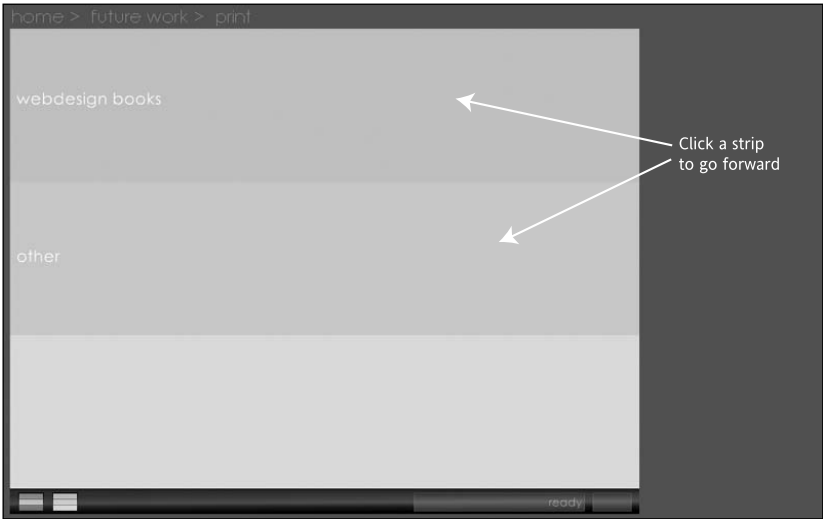 home > future work > print
webdesign books
Click a strip
to go forward
other
ready